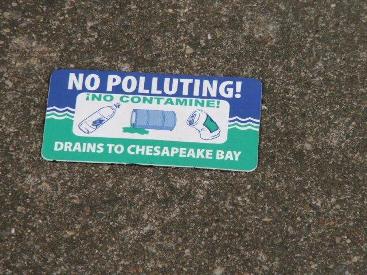 NO POLLUTING!
¡NO CONTAMINE!
DRAINS TO CHESAPEAKE BAY